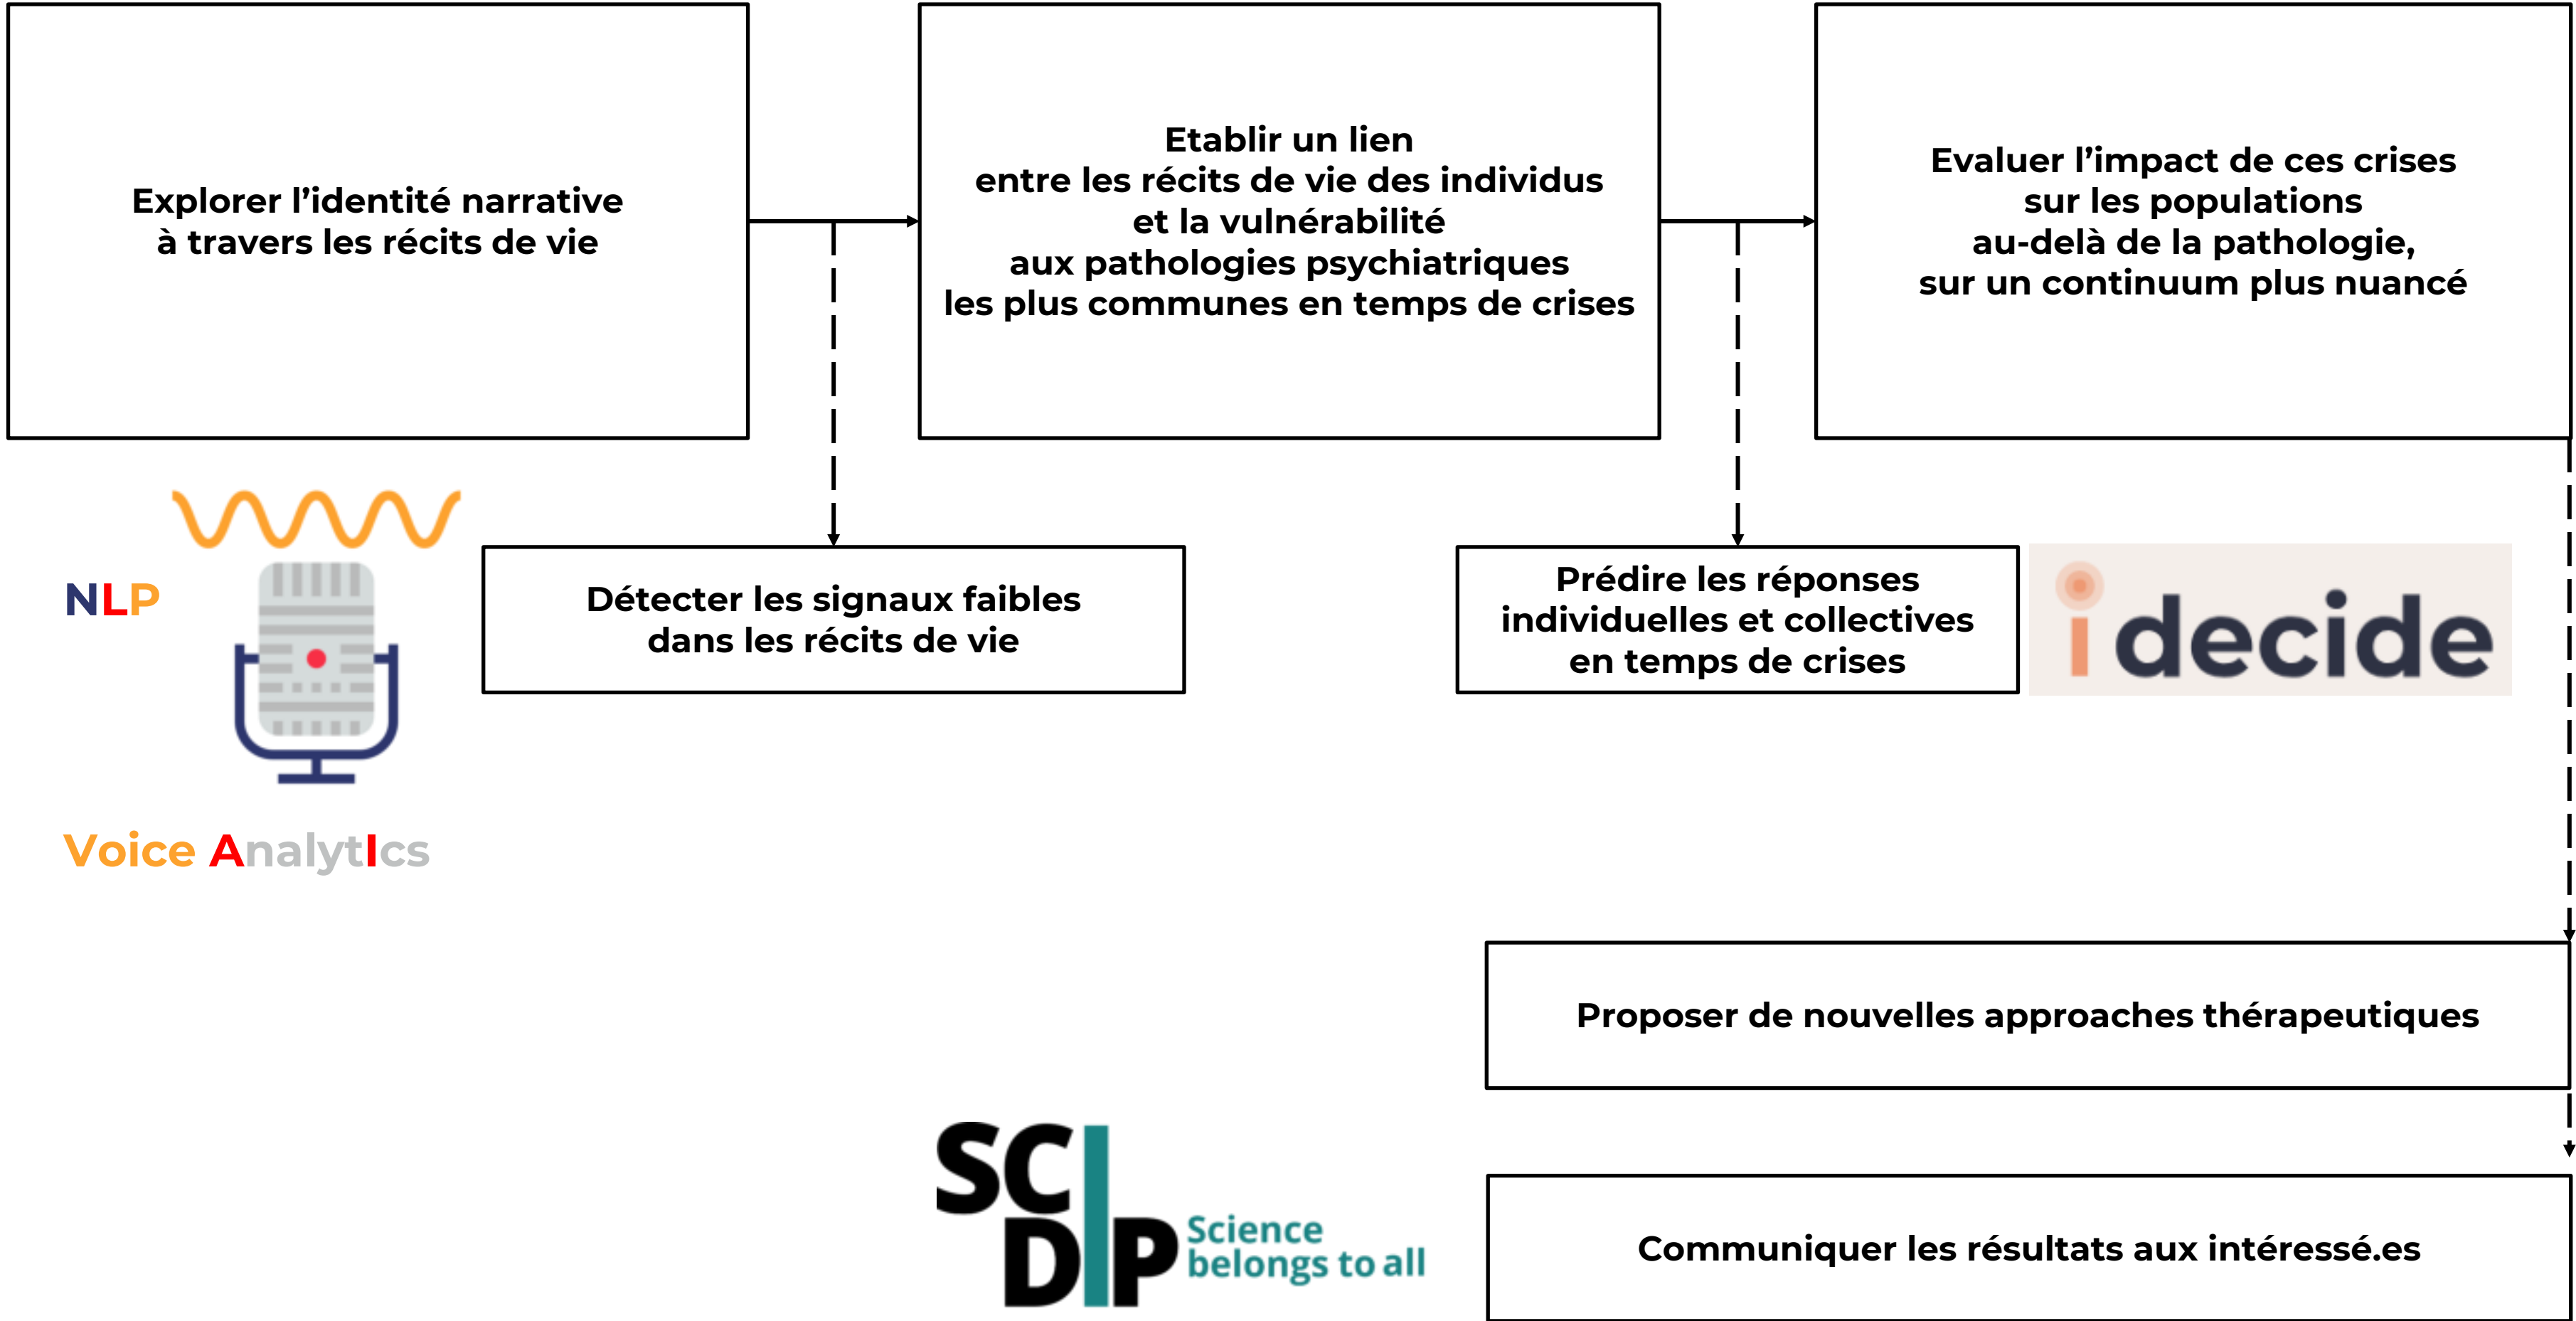 Explorer l’identité narrative
à travers les récits de vie
Etablir un lien
entre les récits de vie des individus
et la vulnérabilité
aux pathologies psychiatriques
les plus communes en temps de crises
Evaluer l’impact de ces crises
sur les populations
au-delà de la pathologie,
sur un continuum plus nuancé
NLP
Voice AnalytIcs
Détecter les signaux faibles
dans les récits de vie
Prédire les réponses
individuelles et collectives
en temps de crises
i decide
Proposer de nouvelles approches thérapeutiques
SCI
DIP
Science
belongs to all
Communiquer les résultats aux intéressé.es